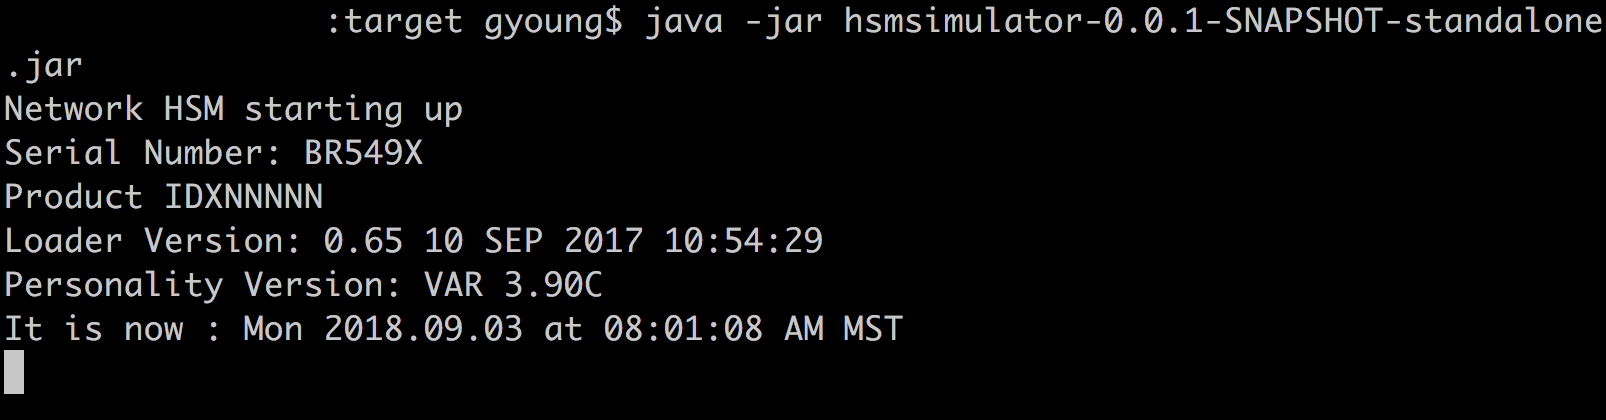 :target gyoung$ java -jar hsmsimulator-0.0.1-SNAPSHOT-standalone
.jar
Network HSM starting up
Serial Number: BR549X
Product IDXNNNNN
Loader Version: 0.65 10 SEP 2017 10:54:29
Personality Version: VAR 3.90C
It is now : Mon 2018.09.03 at 08:01:08 AM MST